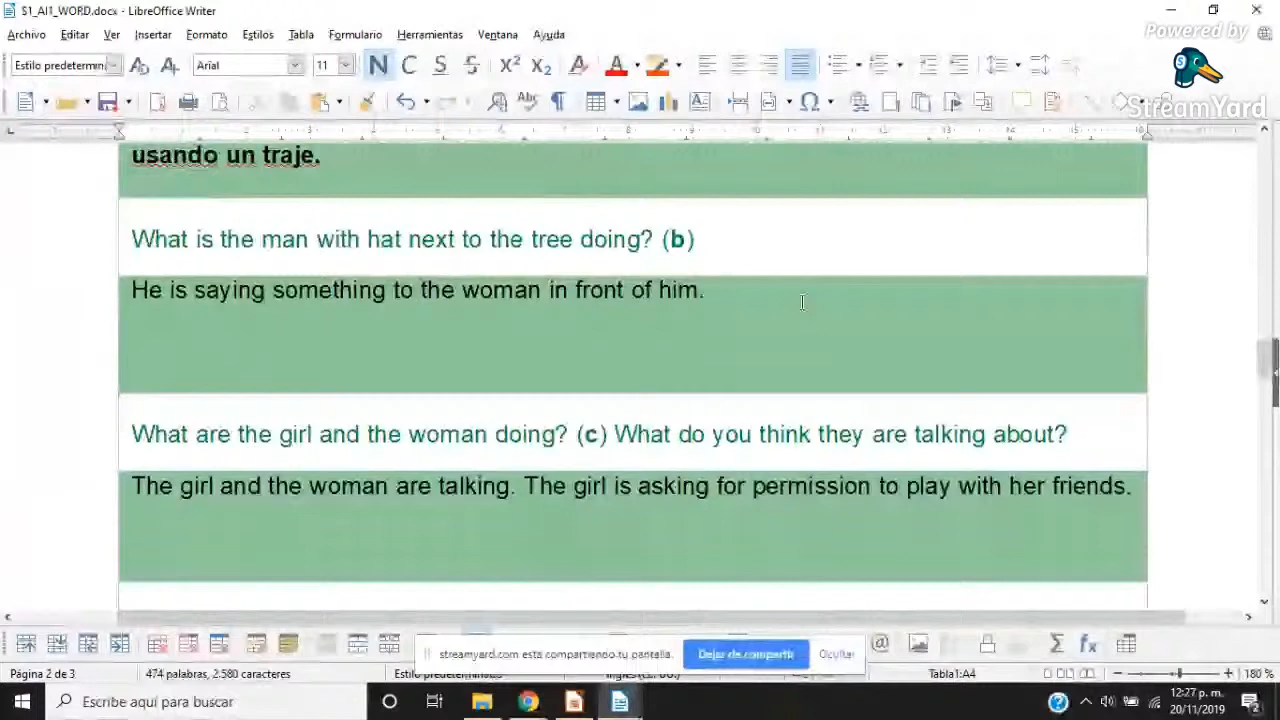 S1_AI1_WORD.docx - LibreOffice Writer
Powered by
Archivo Editar Ver Insertar Formato Estilos Tabla Formulario Herramientas Ventana Ayuda
Arial 11
StreamYard
usando un traje.
What is the man with hat next to the tree doing? (b)
He is saying something to the woman in front of him.
What are the girl and the woman doing? (c) What do you think they are talking about?
The girl and the woman are talking. The girl is asking for permission to play with her friends.
streamyard.com está compartiendo tu pantalla. Dejar de compartir Ocultar
Página 2 de 3 474 palabras, 2.580 caracteres Tabla1:A4 180 %
Escribe aquí para buscar
12:27 p. m.
20/11/2019